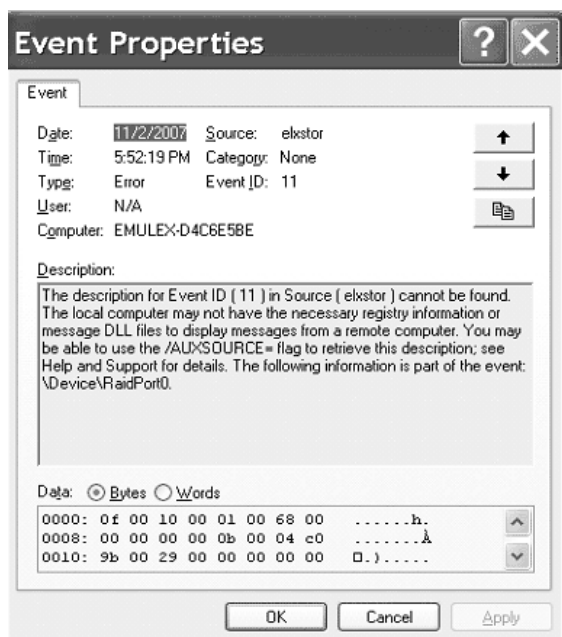 Event Properties
Event
Date: 11/2/2007 Source: elxstor
Time: 5:52:19 PM Category: None
Type: Error Event ID: 11
User: N/A
Computer: EMULEX-D4C6E5BE
Description:
The description for Event ID ( 11 ) in Source ( elxstor ) cannot be found.
The local computer may not have the necessary registry information or
message DLL files to display messages from a remote computer. You may
be able to use the /AUXSOURCE= flag to retrieve this description; see
Help and Support for details. The following information is part of the event:
\Device\RaidPort0.
Data: Bytes Words
0000: 0f 00 10 00 01 00 68 00 ......h.
0008: 00 00 00 00 0b 00 04 c0 .......À
0010: 9b 00 29 00 00 00 00 00 □.).....
OK Cancel Apply